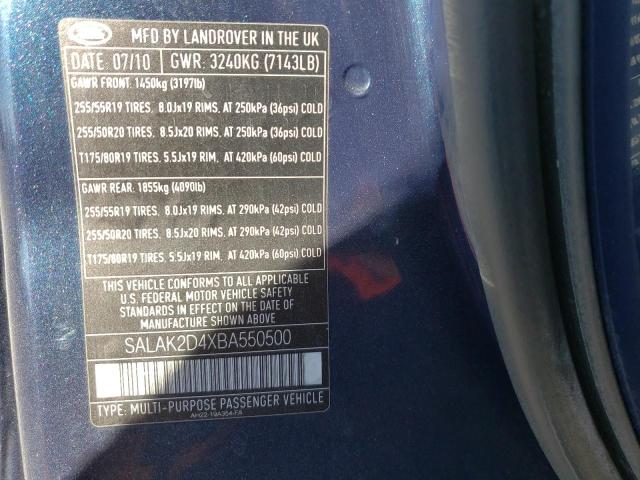 MFD BY LANDROVER IN THE UK
DATE: 07/10 GWR: 3240KG (7143LB)
GAWR FRONT: 1450kg (3197lb)
255/55R19 TIRES, 8.0Jx19 RIMS, AT 250kPa (36psi) COLD
255/50R20 TIRES, 8.5Jx20 RIMS, AT 250kPa (36psi) COLD
T175/80R19 TIRES, 5.5Jx19 RIM, AT 420kPa (60psi) COLD
GAWR REAR: 1855kg (4090lb)
255/55R19 TIRES, 8.0Jx19 RIMS, AT 290kPa (42psi) COLD
255/50R20 TIRES, 8.5Jx20 RIMS, AT 290kPa (42psi) COLD
T175/80R19 TIRES, 5.5Jx19 RIM, AT 420kPa (60psi) COLD
THIS VEHICLE CONFORMS TO ALL APPLICABLE
U.S. FEDERAL MOTOR VEHICLE SAFETY
STANDARDS IN EFFECT ON THE DATE OF
MANUFACTURE SHOWN ABOVE.
SALAK2D4XBA550500
TYPE: MULTI-PURPOSE PASSENGER VEHICLE
AH22-19A354-FA